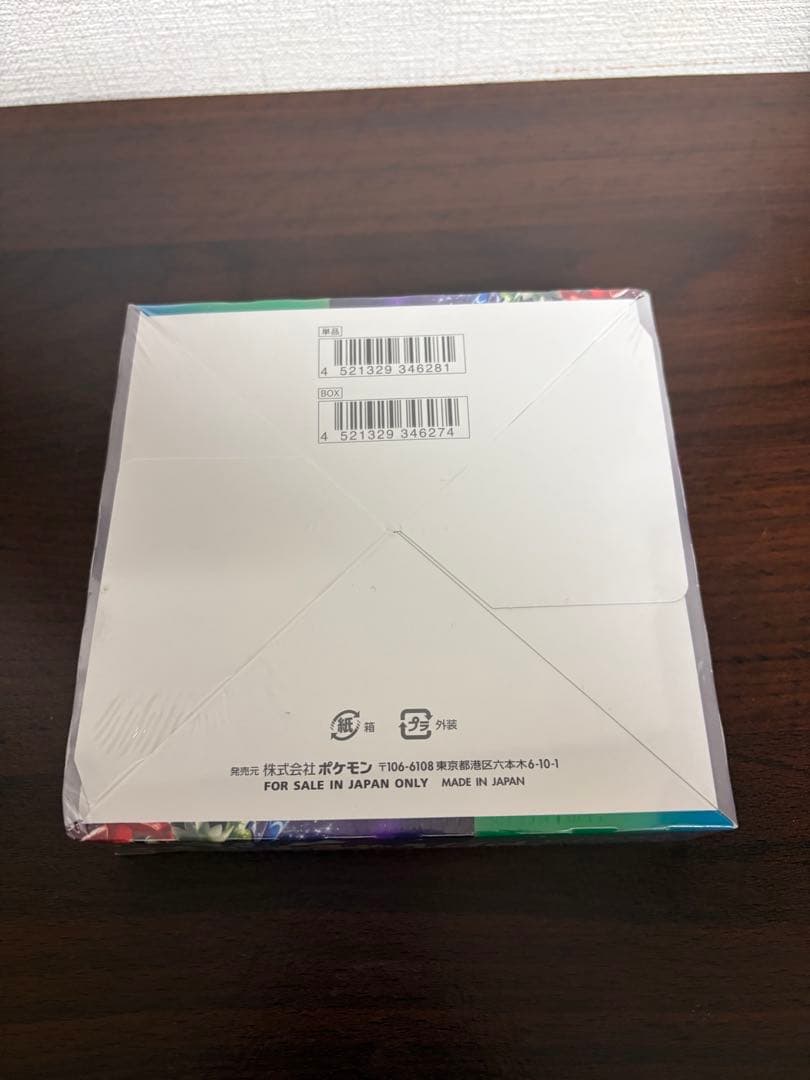 単品
4 521329 346281
BOX
4 521329 346274
紙 箱 プラ 外装
発売元 株式会社 ポケモン 〒106-6108 東京都港区六本木6-10-1
FOR SALE IN JAPAN ONLY MADE IN JAPAN